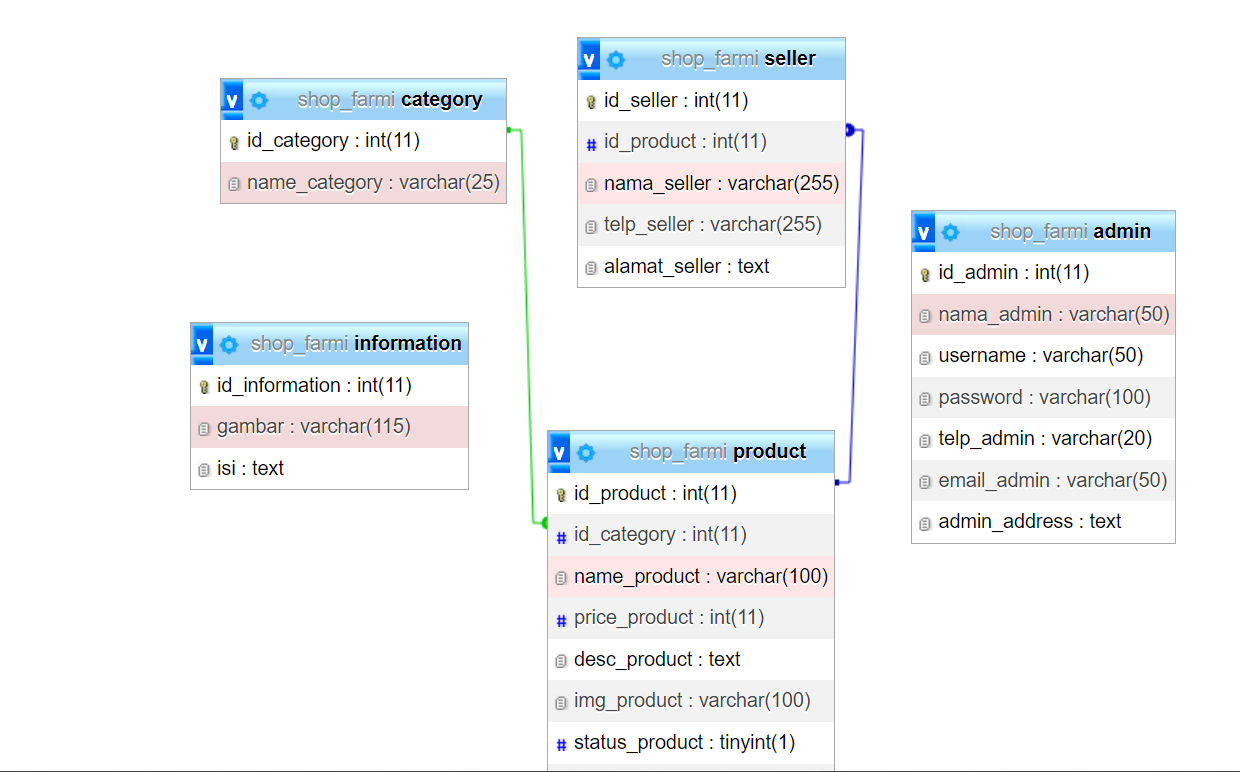 shop_farmi category
id_category : int(11)
name_category : varchar(25)
shop_farmi seller
id_seller : int(11)
id_product : int(11)
nama_seller : varchar(255)
telp_seller : varchar(255)
alamat_seller : text
shop_farmi admin
id_admin : int(11)
nama_admin : varchar(50)
username : varchar(50)
password : varchar(100)
telp_admin : varchar(20)
email_admin : varchar(50)
admin_address : text
shop_farmi information
id_information : int(11)
gambar : varchar(115)
isi : text
shop_farmi product
id_product : int(11)
id_category : int(11)
name_product : varchar(100)
price_product : int(11)
desc_product : text
img_product : varchar(100)
status_product : tinyint(1)